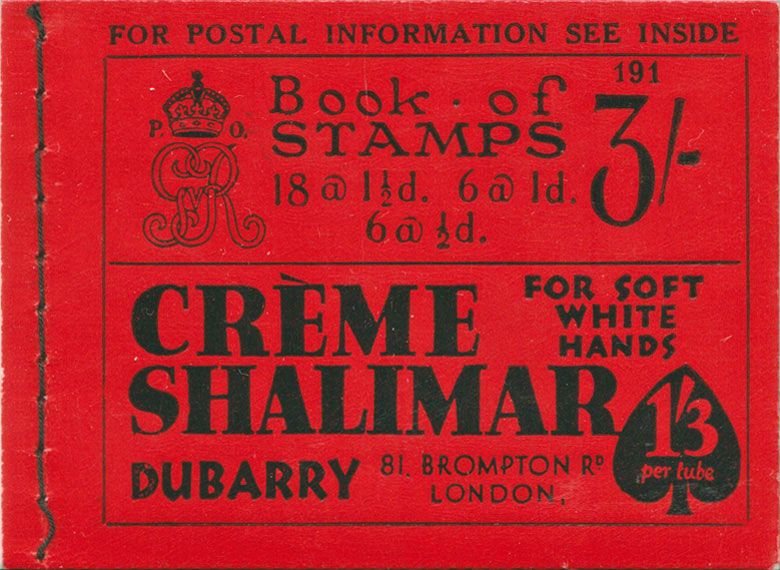 FOR POSTAL INFORMATION SEE INSIDE
191
Book · of
STAMPS
3/-
P. O.
GR
18 @ 1½d. 6 @ 1d.
6 @ ½d.
CRÈME
SHALIMAR
FOR SOFT
WHITE
HANDS
1/3
per tube
DUBARRY
81. BROMPTON RD
LONDON,